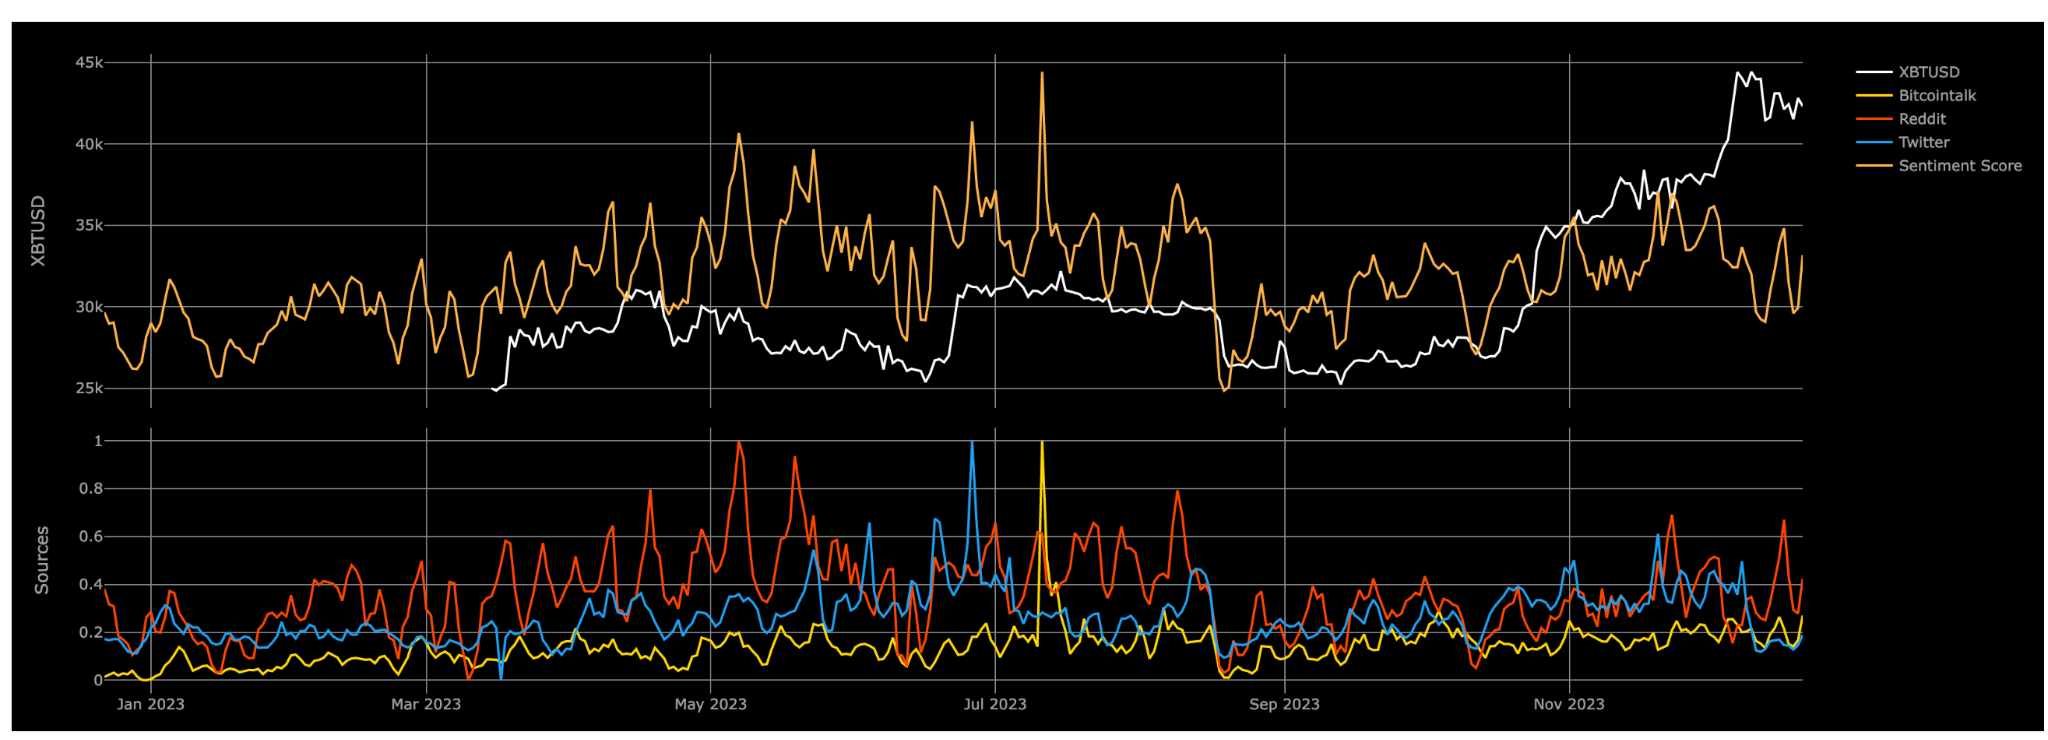 45k
40k
35k
30k
25k
XBTUSD
XBTUSD
Bitcointalk
Reddit
Twitter
Sentiment Score
1
0.8
0.6
0.4
0.2
0
Sources
Jan 2023
Mar 2023
May 2023
Jul 2023
Sep 2023
Nov 2023